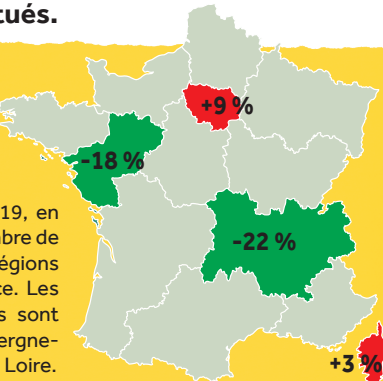 tués.
+9 %
-18 %
19, en
bre de
-22 %
égions
ce. Les
s sont
ergne-
Loire.
+3 %